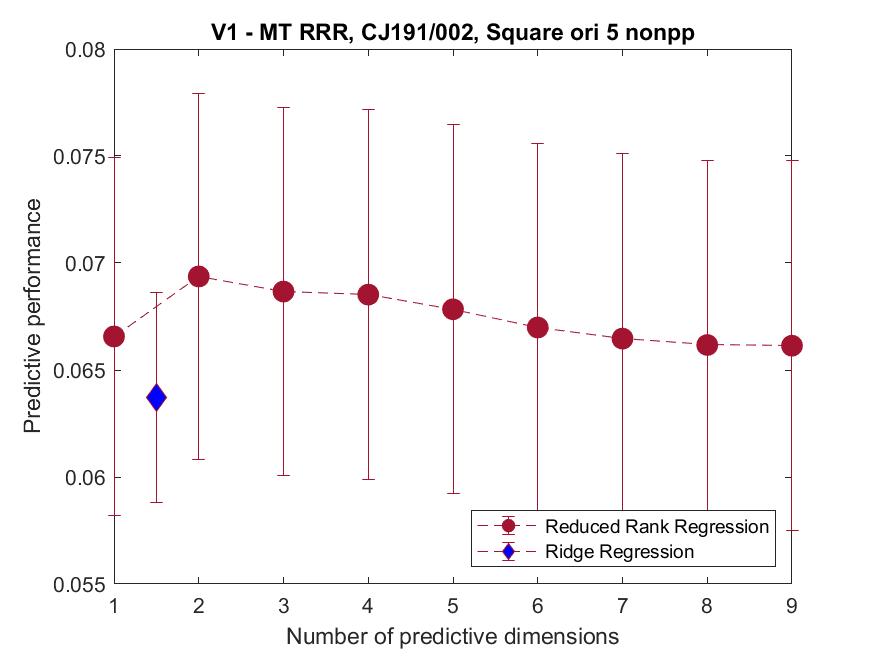 V1 - MT RRR, CJ191/002, Square ori 5 nonpp
0.08
0.075
0.07
0.065
0.06
0.055
Predictive performance
Reduced Rank Regression
Ridge Regression
1 2 3 4 5 6 7 8 9
Number of predictive dimensions